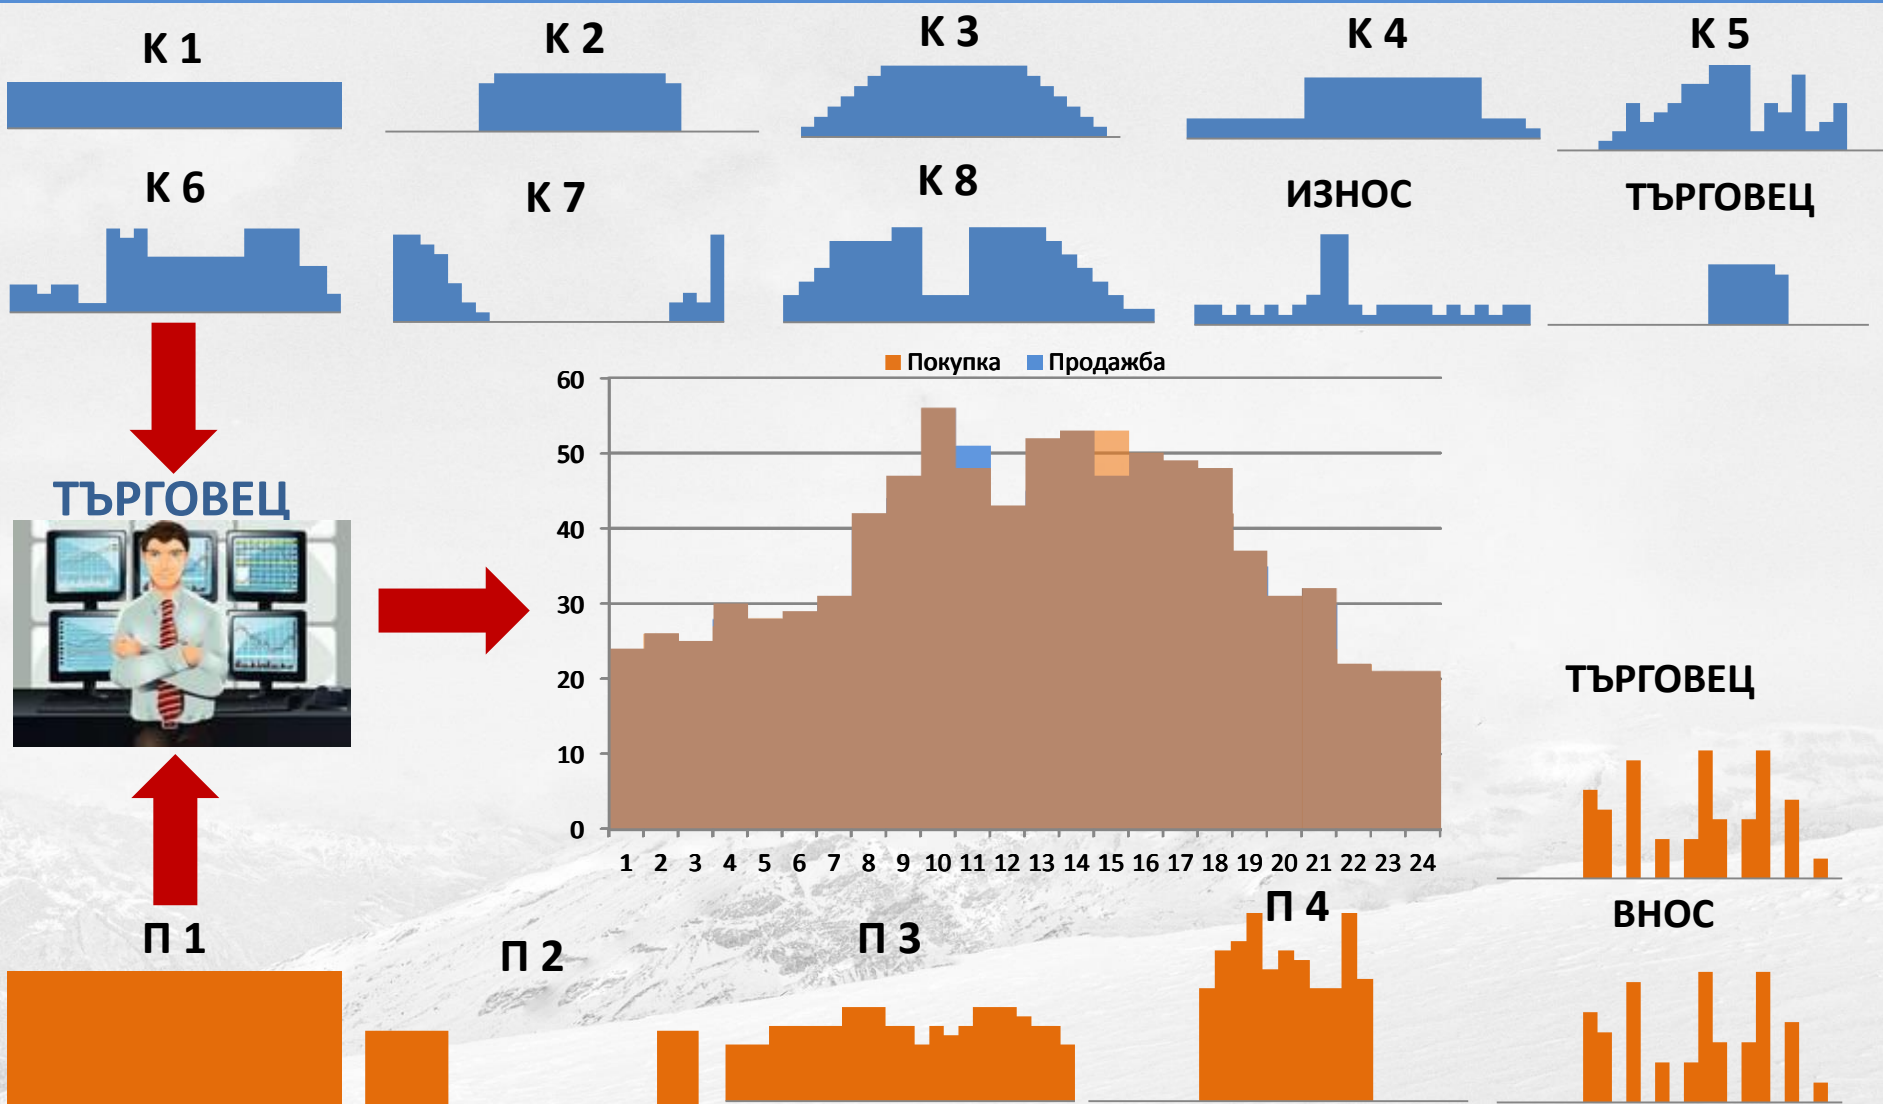 К 1
К 2
К 3
К 4
К 5
К 6
К 7
К 8
ИЗНОС
ТЪРГОВЕЦ
Покупка Продажба
60
50
40
30
20
10
0
1 2 3 4 5 6 7 8 9 10 11 12 13 14 15 16 17 18 19 20 21 22 23 24
ТЪРГОВЕЦ
ТЪРГОВЕЦ
П 1
П 2
П 3
П 4
ВНОС